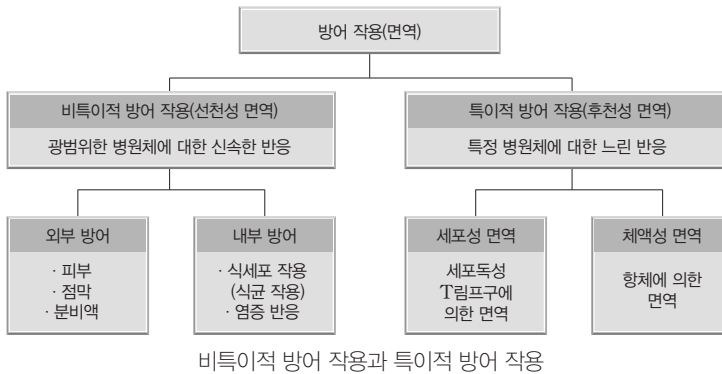 방어 작용(면역)
비특이적 방어 작용(선천성 면역)
광범위한 병원체에 대한 신속한 반응
특이적 방어 작용(후천성 면역)
특정 병원체에 대한 느린 반응
외부 방어
· 피부
· 점막
· 분비액
내부 방어
· 식세포 작용
(식균 작용)
· 염증 반응
세포성 면역
세포독성
T림프구에
의한 면역
체액성 면역
항체에 의한
면역
비특이적 방어 작용과 특이적 방어 작용